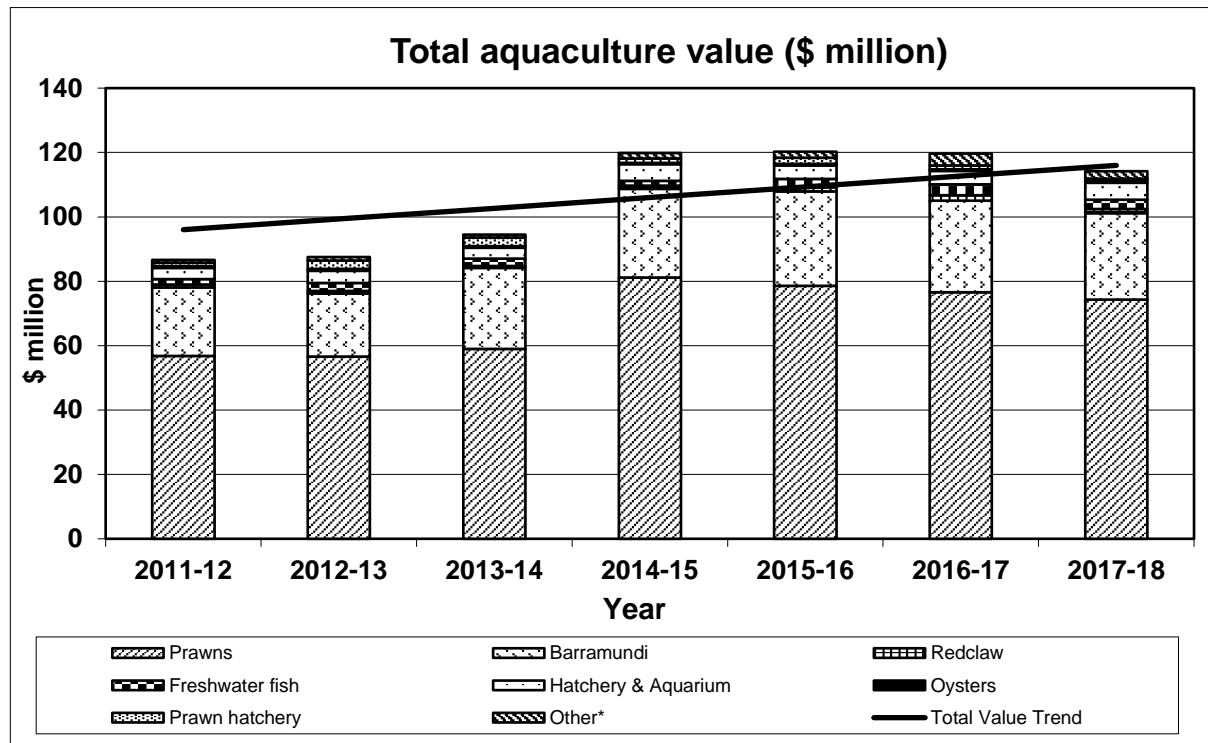 Total aquaculture value ($ million)
140
120
100
80
60
40
20
0
$ million
2011-12 2012-13 2013-14 2014-15 2015-16 2016-17 2017-18
Year
Prawns Barramundi Redclaw
Freshwater fish Hatchery & Aquarium Oysters
Prawn hatchery Other* Total Value Trend